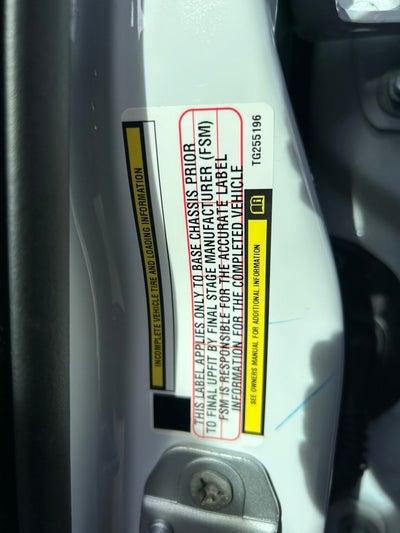 INCOMPLETE VEHICLE TIRE AND LOADING INFORMATION
THIS LABEL APPLIES ONLY TO BASE CHASSIS PRIOR
TO FINAL UPFIT BY FINAL STAGE MANUFACTURER (FSM)
FSM IS RESPONSIBLE FOR THE ACCURATE LABEL
INFORMATION FOR THE COMPLETED VEHICLE
SEE OWNERS MANUAL FOR ADDITIONAL INFORMATION
TG255196